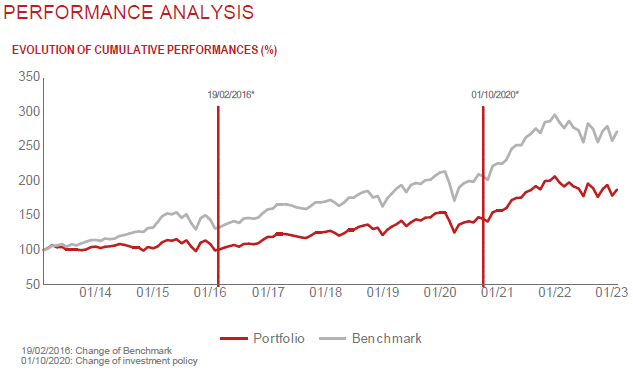 PERFORMANCE ANALYSIS
EVOLUTION OF CUMULATIVE PERFORMANCES (%)
350
19/02/2016*
01/10/2020*
300
250
200
150
100
50
01/14 01/15 01/16 01/17 01/18 01/19 01/20 01/21 01/22 01/23
Portfolio Benchmark
19/02/2016: Change of Benchmark
01/10/2020: Change of investment policy